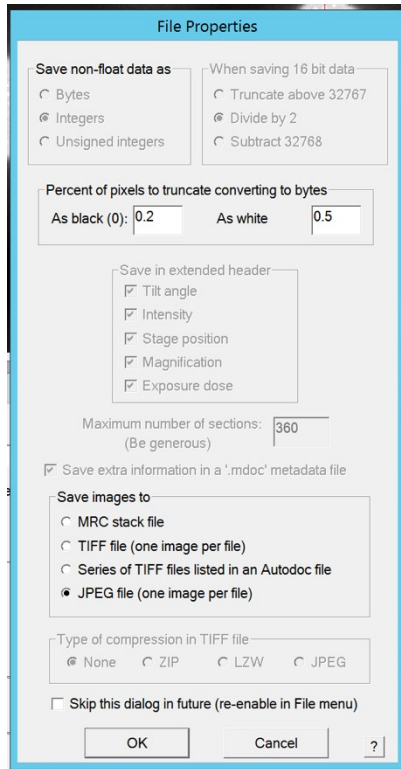 File Properties
Save non-float data as
When saving 16 bit data
Bytes
Truncate above 32767
Integers
Divide by 2
Unsigned integers
Subtract 32768
Percent of pixels to truncate converting to bytes
As black (0): 0.2 As white 0.5
Save in extended header
Tilt angle
Intensity
Stage position
Magnification
Exposure dose
Maximum number of sections: 360
(Be generous)
Save extra information in a '.mdoc' metadata file
Save images to
MRC stack file
TIFF file (one image per file)
Series of TIFF files listed in an Autodoc file
JPEG file (one image per file)
Type of compression in TIFF file
None ZIP LZW JPEG
Skip this dialog in future (re-enable in File menu)
OK Cancel ?